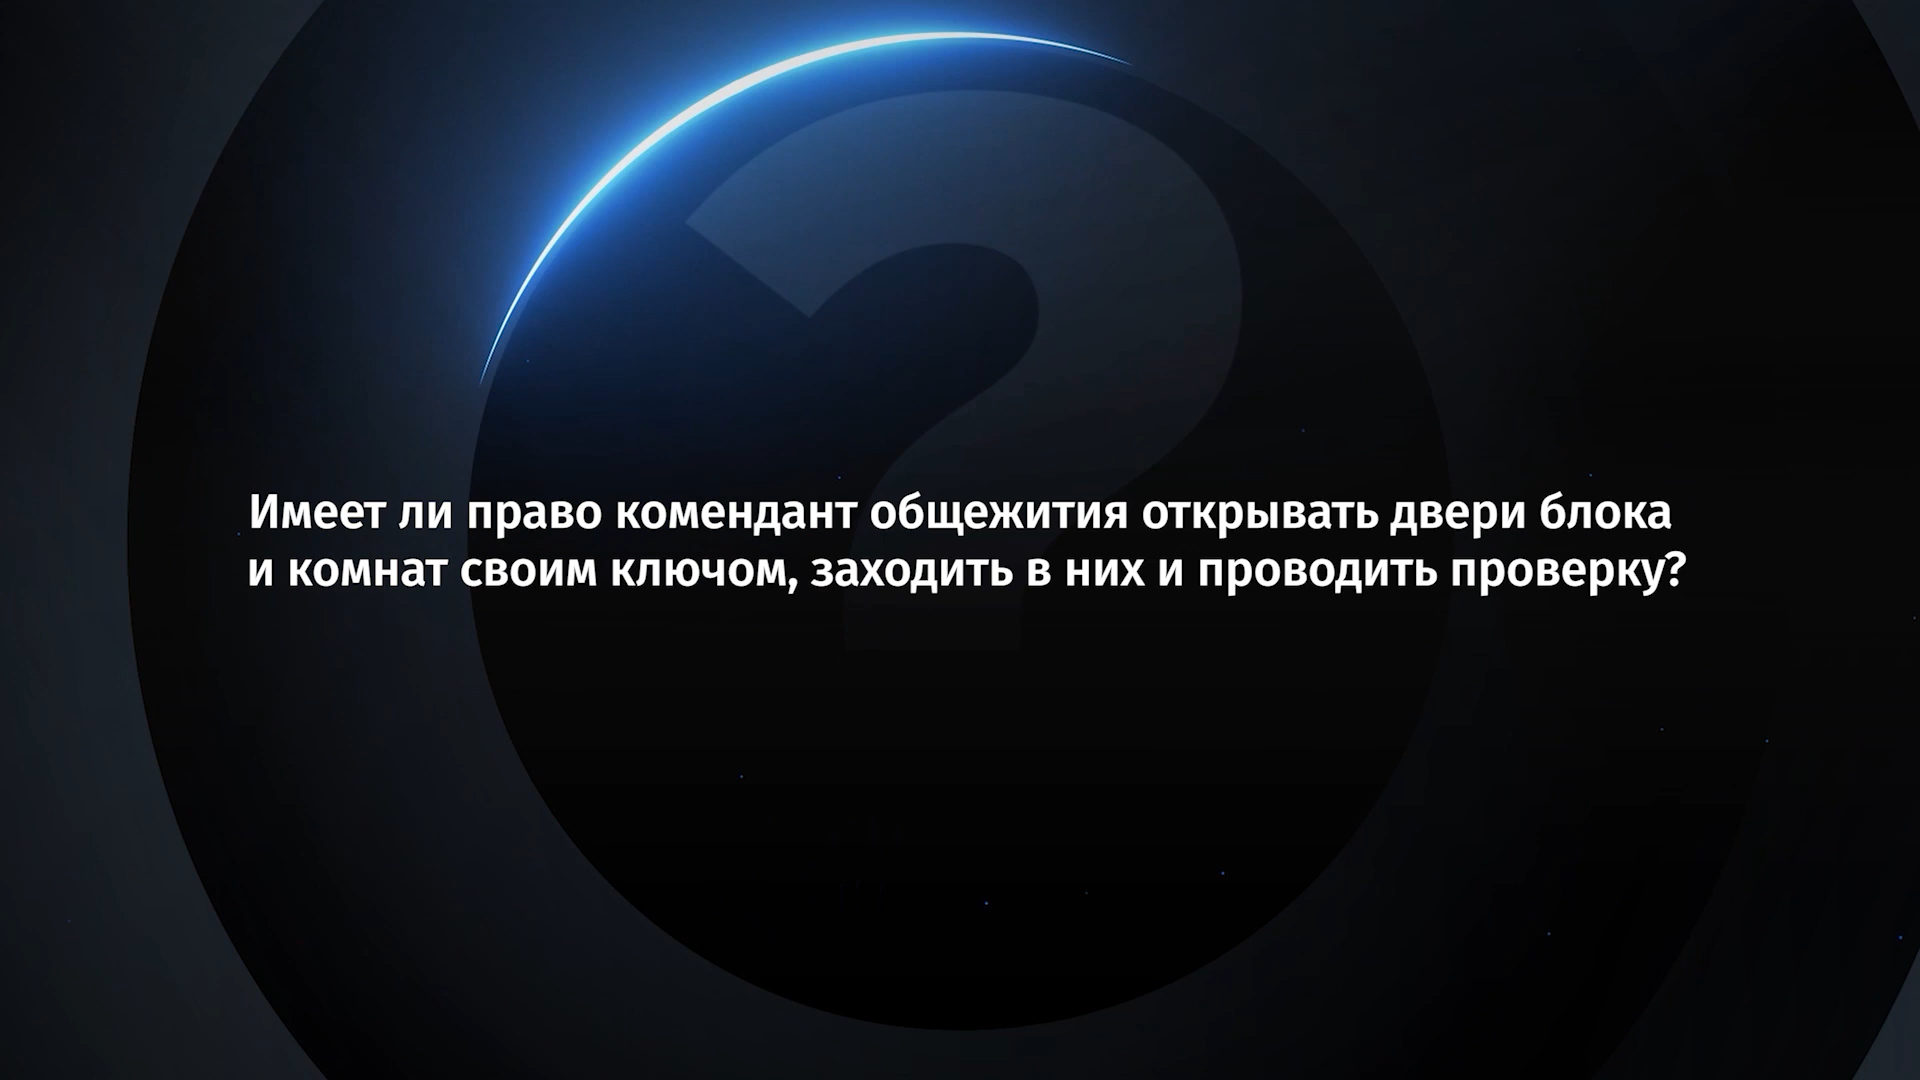 Имеет ли право комендант общежития открывать двери блока
и комнат своим ключом, заходить в них и проводить проверку?